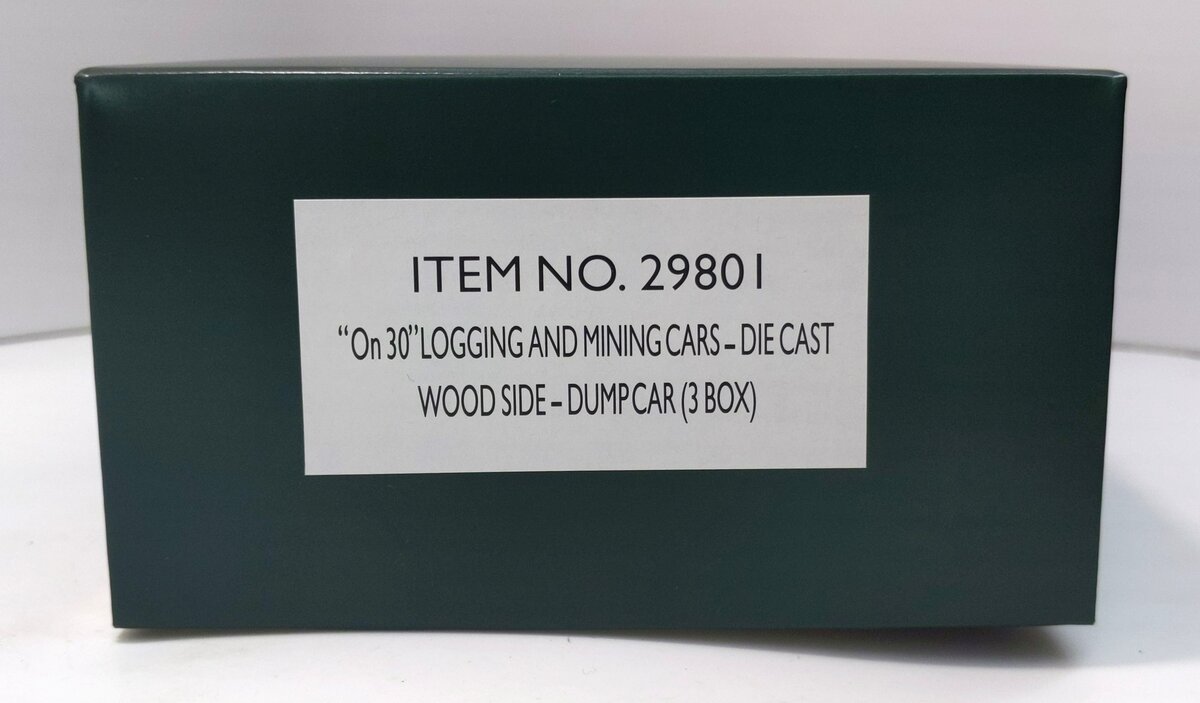 ITEM NO. 29801
“On 30” LOGGING AND MINING CARS – DIE CAST
WOOD SIDE – DUMP CAR (3 BOX)